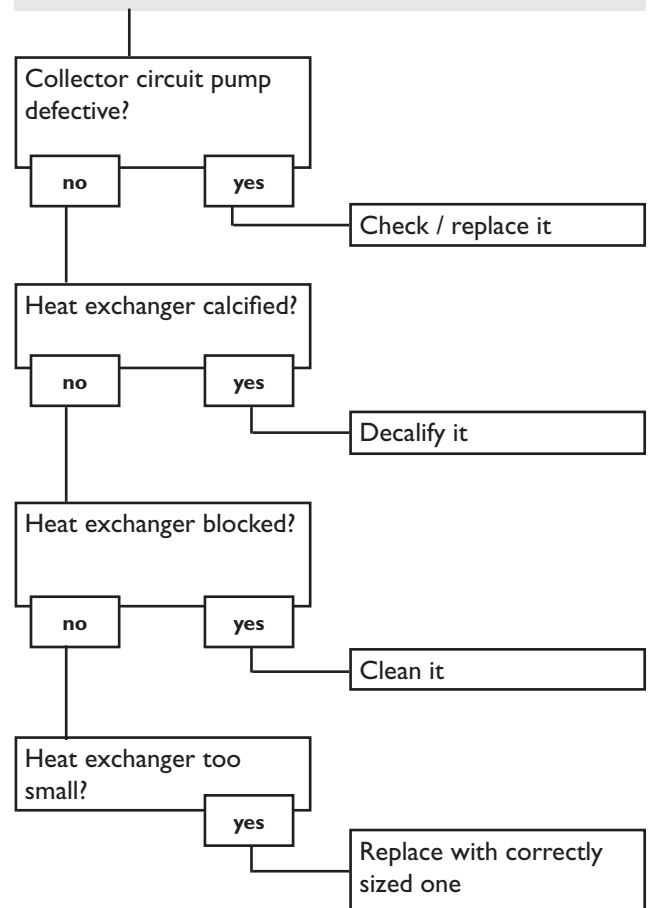 Collector circuit pump
defective?
no
yes
Check / replace it
Heat exchanger calcified?
no
yes
Decalify it
Heat exchanger blocked?
no
yes
Clean it
Heat exchanger too
small?
yes
Replace with correctly
sized one